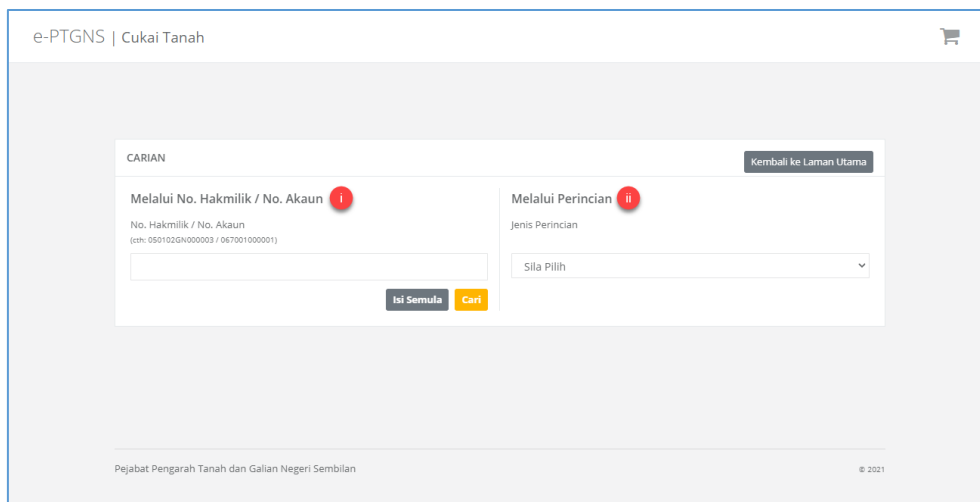 e-PTGNS | Cukai Tanah
CARIAN
Kembali ke Laman Utama
Melalui No. Hakmilik / No. Akaun i
No. Hakmilik / No. Akaun
(cth: 050102GN000003 / 067001000001)
Isi Semula Cari
Melalui Perincian ii
Jenis Perincian
Sila Pilih
Pejabat Pengarah Tanah dan Galian Negeri Sembilan
© 2021